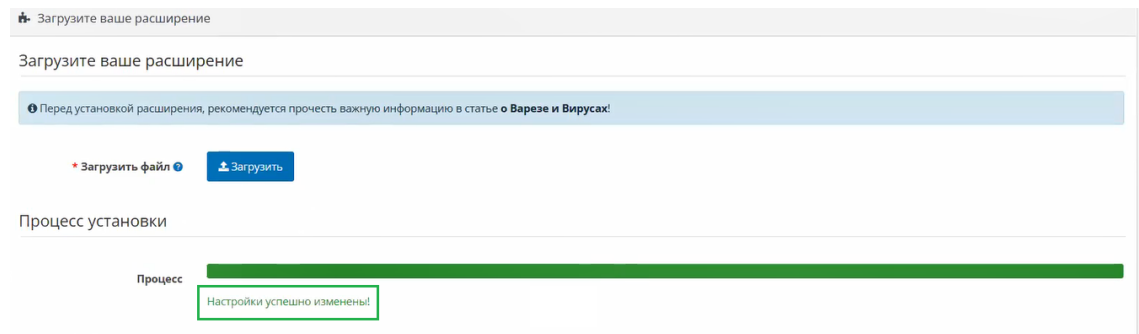 Загрузите ваше расширение
Загрузите ваше расширение
Перед установкой расширения, рекомендуется прочесть важную информацию в статье о Варезе и Вирусах!
* Загрузить файл
Загрузить
Процесс установки
Процесс
Настройки успешно изменены!